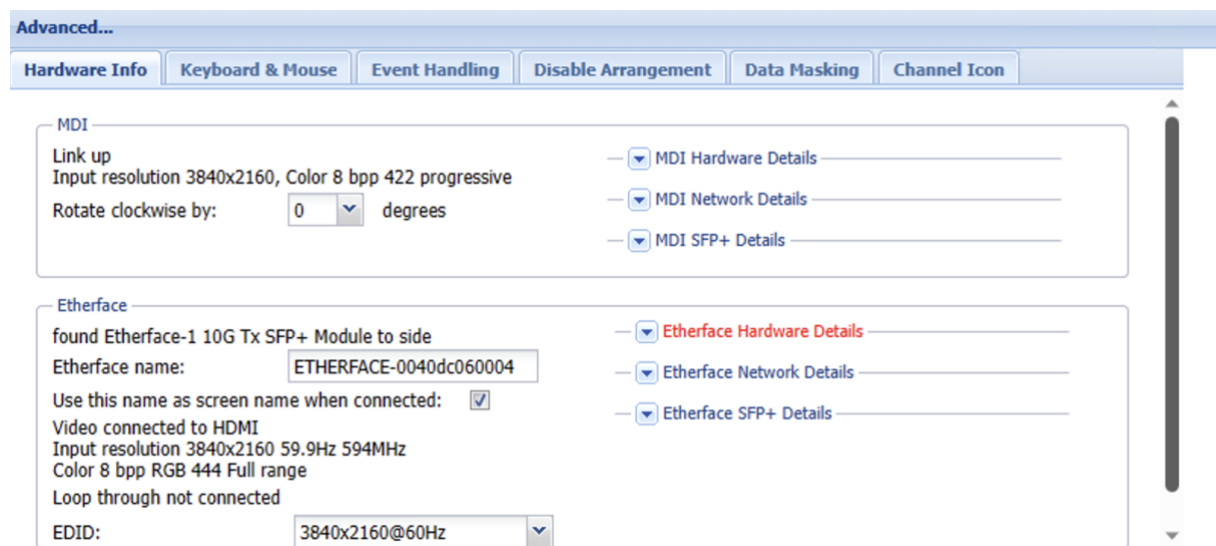 Advanced...
Hardware Info Keyboard & Mouse Event Handling Disable Arrangement Data Masking Channel Icon
MDI
Link up
Input resolution 3840x2160, Color 8 bpp 422 progressive
Rotate clockwise by: 0 degrees
MDI Hardware Details
MDI Network Details
MDI SFP+ Details
Etherface
found Etherface-1 10G Tx SFP+ Module to side
Etherface name: ETHERFACE-0040dc060004
Use this name as screen name when connected:
Video connected to HDMI
Input resolution 3840x2160 59.9Hz 594MHz
Color 8 bpp RGB 444 Full range
Loop through not connected
EDID: 3840x2160@60Hz
Etherface Hardware Details
Etherface Network Details
Etherface SFP+ Details